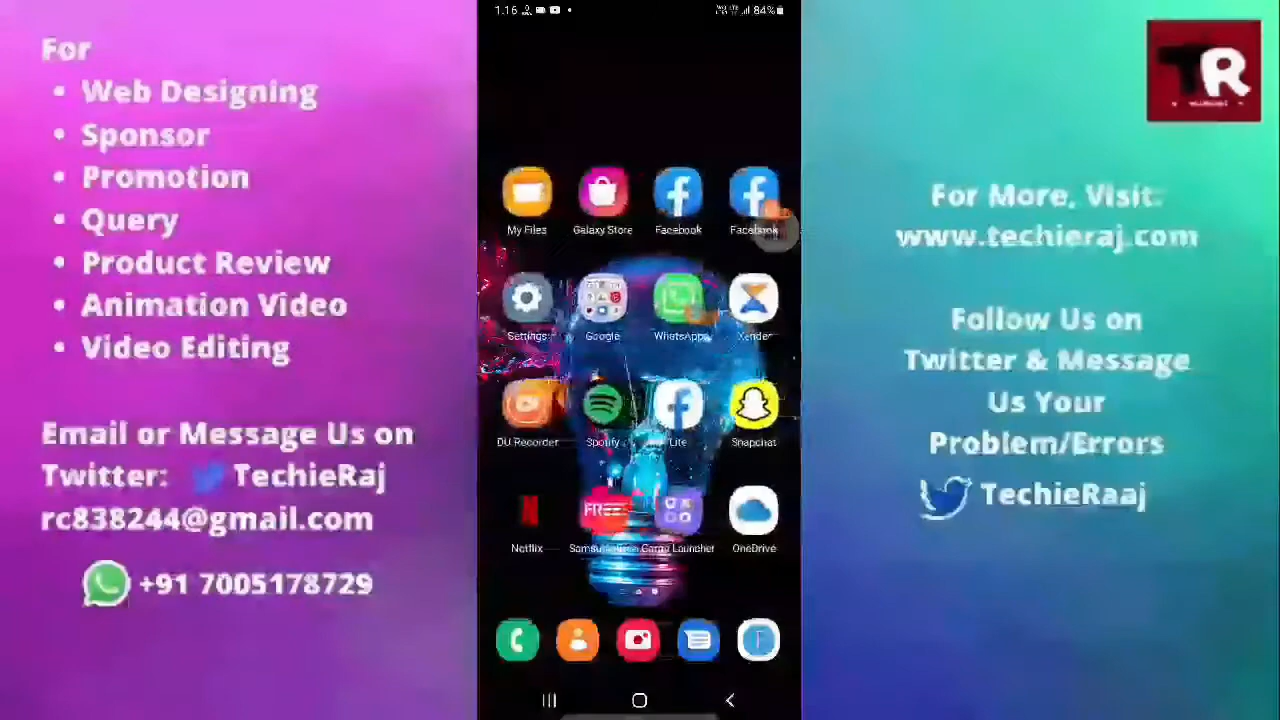 For
• Web Designing
• Sponsor
• Promotion
• Query
• Product Review
• Animation Video
• Video Editing
Email or Message Us on
Twitter: TechieRaj
rc838244@gmail.com
+91 7005178729
1.16
84%
My Files
Galaxy Store
Facebook
Facebook
Settings
Google
WhatsApp
Xender
DU Recorder
Spotify
Lite
Snapchat
FREE
Netflix
Game Launcher
OneDrive
TR
For More, Visit:
www.techieraj.com
Follow Us on
Twitter & Message
Us Your
Problem/Errors
TechieRaaj